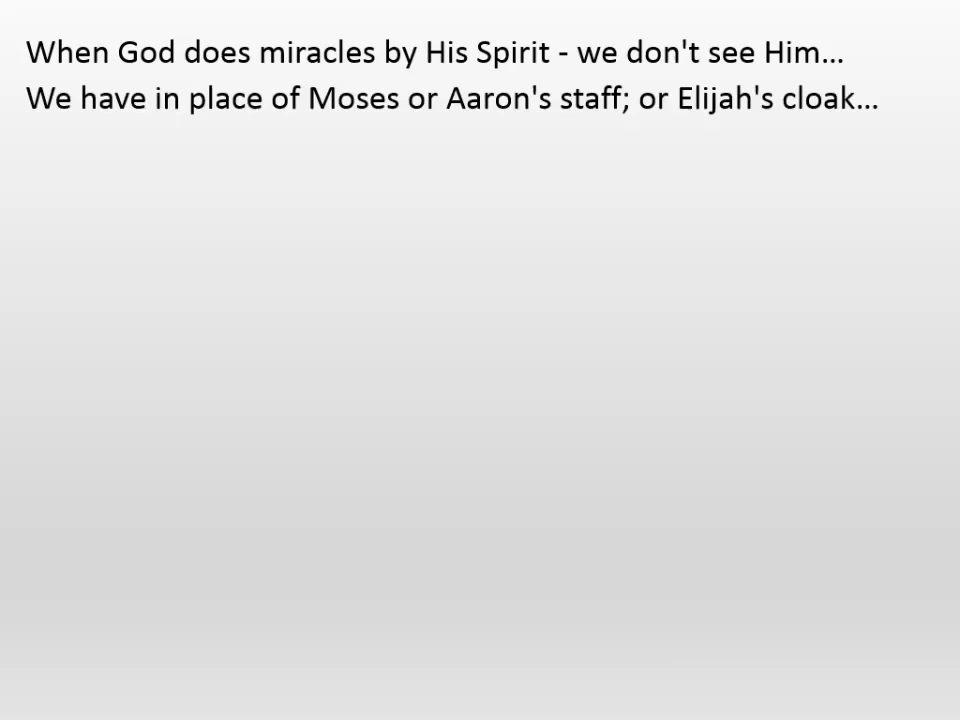 When God does miracles by His Spirit - we don't see Him…
We have in place of Moses or Aaron's staff; or Elijah's cloak…